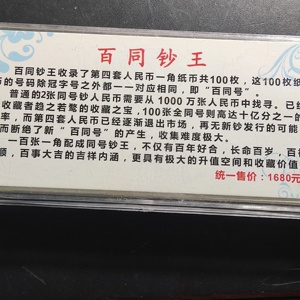 百同钞王
百同钞王收录了第四套人民币一角纸币共100枚，这100枚纸
币的号码除冠字号之外都一一对应相同，即“百同号”。
普通的2张同号钞人民币需要从1000万张人民币中找寻。已是
收藏者趋之若鹜的收藏之宝，100张全同号则高达十亿分之一的
率，而第四套人民币已经逐渐退出市场，再无新钞发行的可能
而断绝了新“百同号”的产生，收集难度极大。
一百张一角配成同号钞王，不仅有百年好合，长命百岁，百
顺，百事大吉的吉祥内涵，更具有极大的升值空间和收藏价值
统一售价：1680元